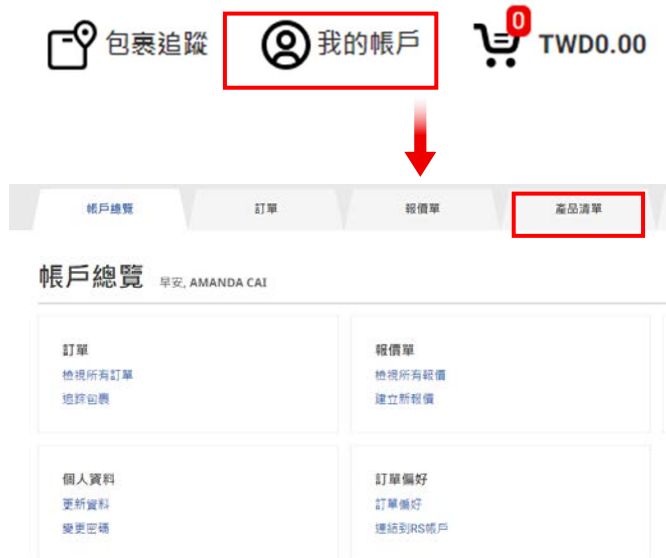 包裹追蹤
我的帳戶
0
TWD0.00
帳戶總覽
訂單
報價單
產品清單
帳戶總覽 早安, AMANDA CAI
訂單
檢視所有訂單
追踪包裹
報價單
檢視所有報價
建立新報價
個人資料
更新資料
變更密碼
訂單偏好
訂單偏好
連結到RS帳戶